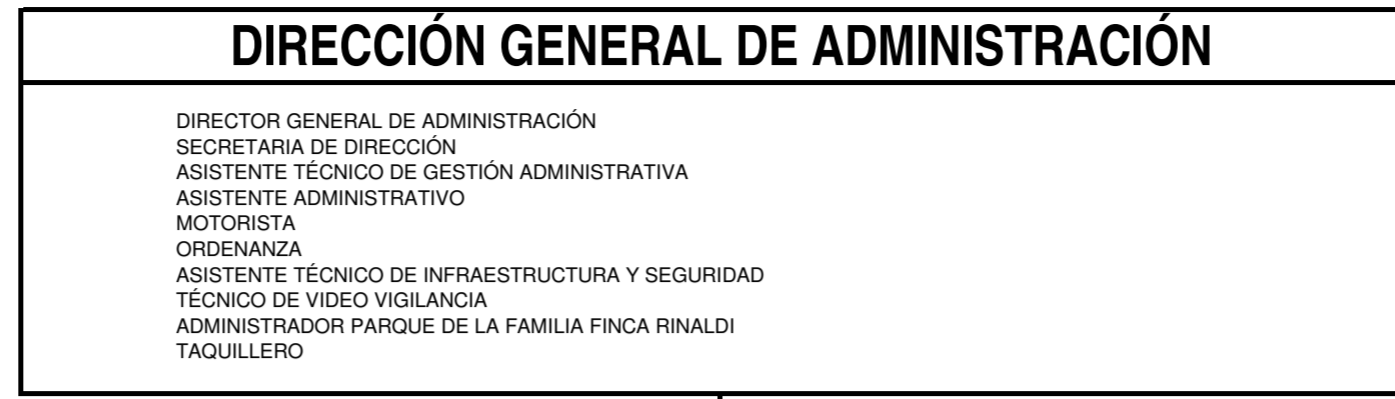 DIRECCIÓN GENERAL DE ADMINISTRACIÓN
DIRECTOR GENERAL DE ADMINISTRACIÓN
SECRETARIA DE DIRECCIÓN
ASISTENTE TÉCNICO DE GESTIÓN ADMINISTRATIVA
ASISTENTE ADMINISTRATIVO
MOTORISTA
ORDENANZA
ASISTENTE TÉCNICO DE INFRAESTRUCTURA Y SEGURIDAD
TÉCNICO DE VIDEO VIGILANCIA
ADMINISTRADOR PARQUE DE LA FAMILIA FINCA RINALDI
TAQUILLERO